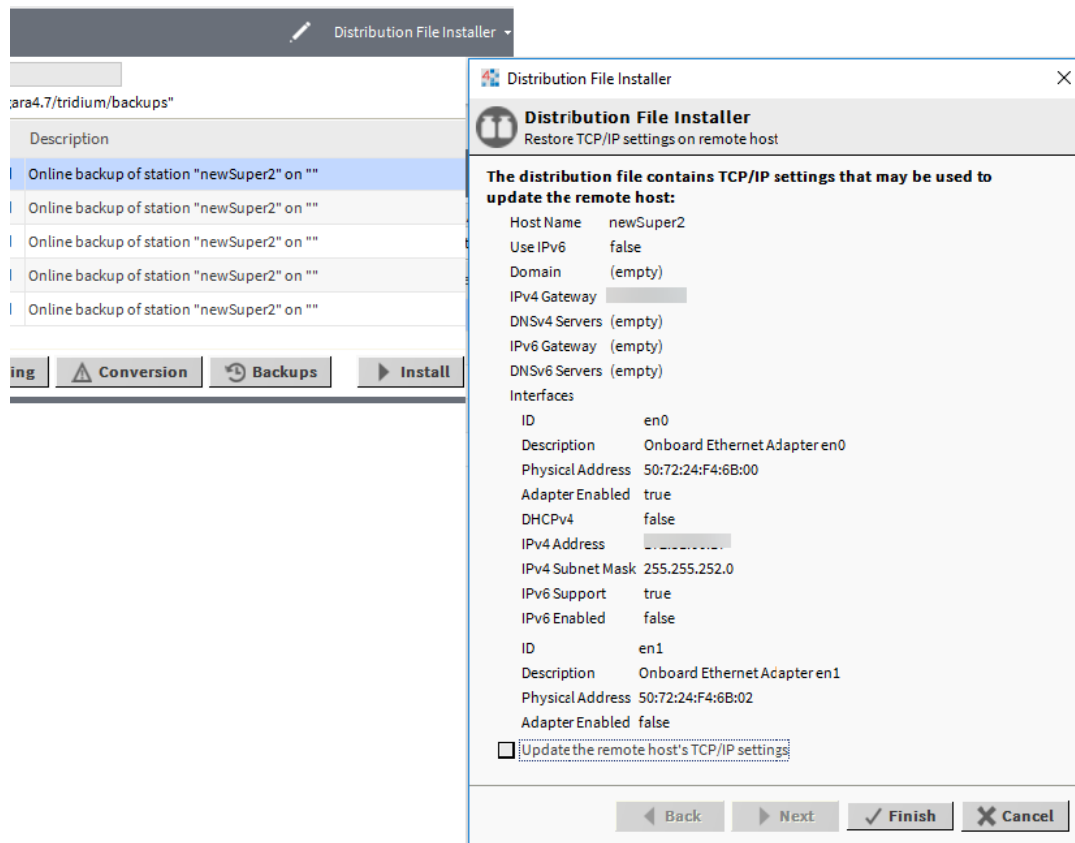 Distribution File Installer
gara4.7/tridium/backups"
Description
Online backup of station "newSuper2" on ""
Online backup of station "newSuper2" on ""
Online backup of station "newSuper2" on ""
Online backup of station "newSuper2" on ""
Online backup of station "newSuper2" on ""
ing Conversion Backups Install
Distribution File Installer
Distribution File Installer
Restore TCP/IP settings on remote host
The distribution file contains TCP/IP settings that may be used to
update the remote host:
Host Name newSuper2
Use IPv6 false
Domain (empty)
IPv4 Gateway
DNSv4 Servers (empty)
IPv6 Gateway (empty)
DNSv6 Servers (empty)
Interfaces
ID en0
Description Onboard Ethernet Adapter en0
Physical Address 50:72:24:F4:6B:00
Adapter Enabled true
DHCPv4 false
IPv4 Address
IPv4 Subnet Mask 255.255.252.0
IPv6 Support true
IPv6 Enabled false
ID en1
Description Onboard Ethernet Adapter en1
Physical Address 50:72:24:F4:6B:02
Adapter Enabled false
Update the remote host's TCP/IP settings
Back Next Finish Cancel